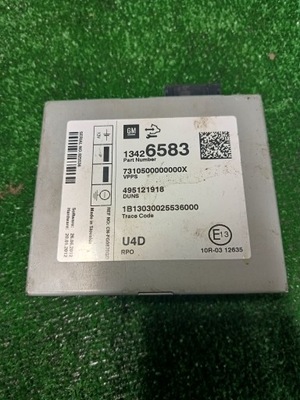 GM
13426583
Part Number
7310500000000X
VPPS
495121918
DUNS
1B13030025536000
Trace Code
U4D
RPO
E13
10R-03 12635
Made in Slovakia